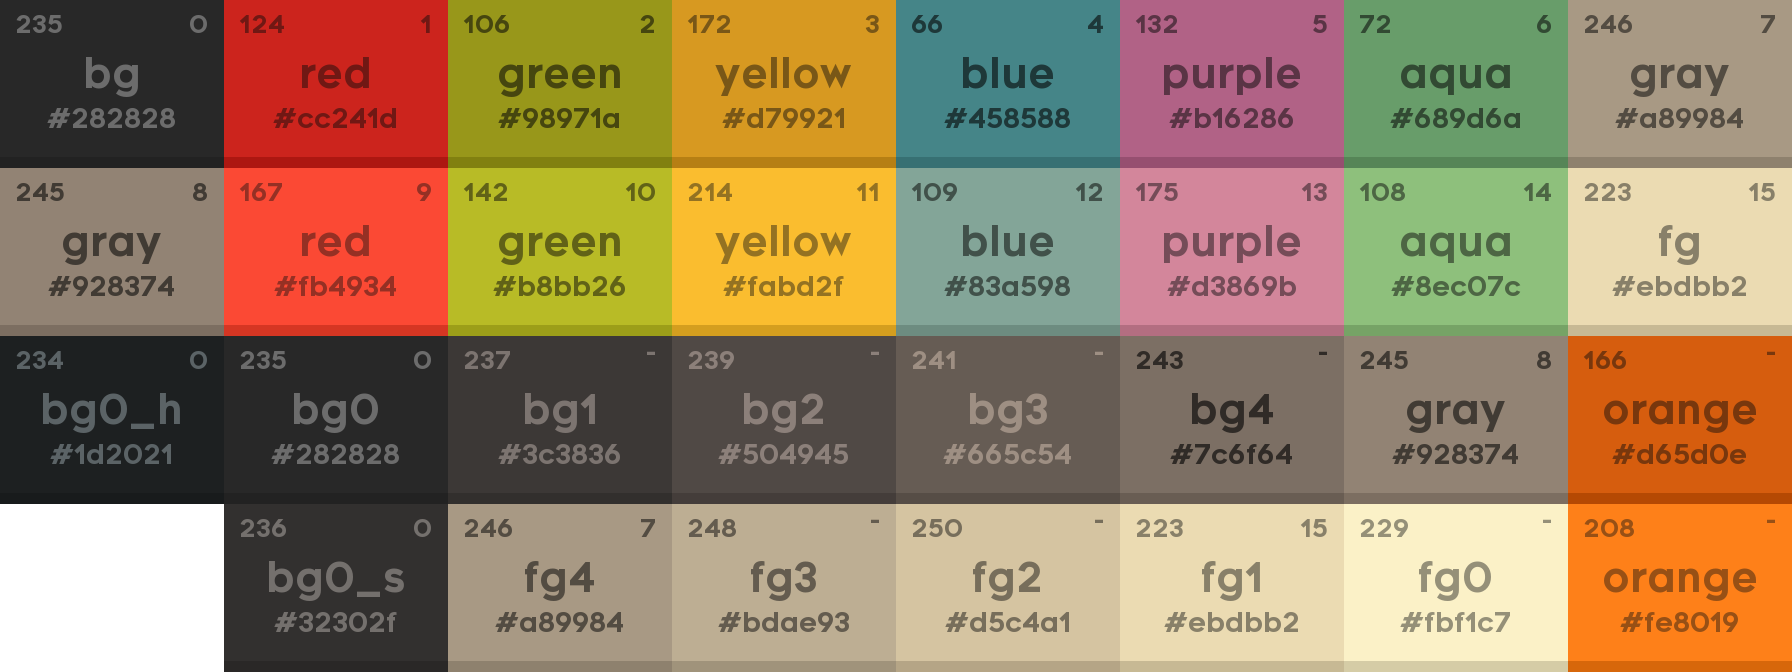 235 0
bg
#282828
124 1
red
#cc241d
106 2
green
#98971a
172 3
yellow
#d79921
66 4
blue
#458588
132 5
purple
#b16286
72 6
aqua
#689d6a
246 7
gray
#a89984
245 8
gray
#928374
167 9
red
#fb4934
142 10
green
#b8bb26
214 11
yellow
#fabd2f
109 12
blue
#83a598
175 13
purple
#d3869b
108 14
aqua
#8ec07c
223 15
fg
#ebdbb2
234 0
bg0_h
#1d2021
235 0
bg0
#282828
237 -
bg1
#3c3836
239 -
bg2
#504945
241 -
bg3
#665c54
243 -
bg4
#7c6f64
245 8
gray
#928374
166 -
orange
#d65d0e
236 0
bg0_s
#32302f
246 7
fg4
#a89984
248 -
fg3
#bdae93
250 -
fg2
#d5c4a1
223 15
fg1
#ebdbb2
229 -
fg0
#fbf1c7
208 -
orange
#fe8019